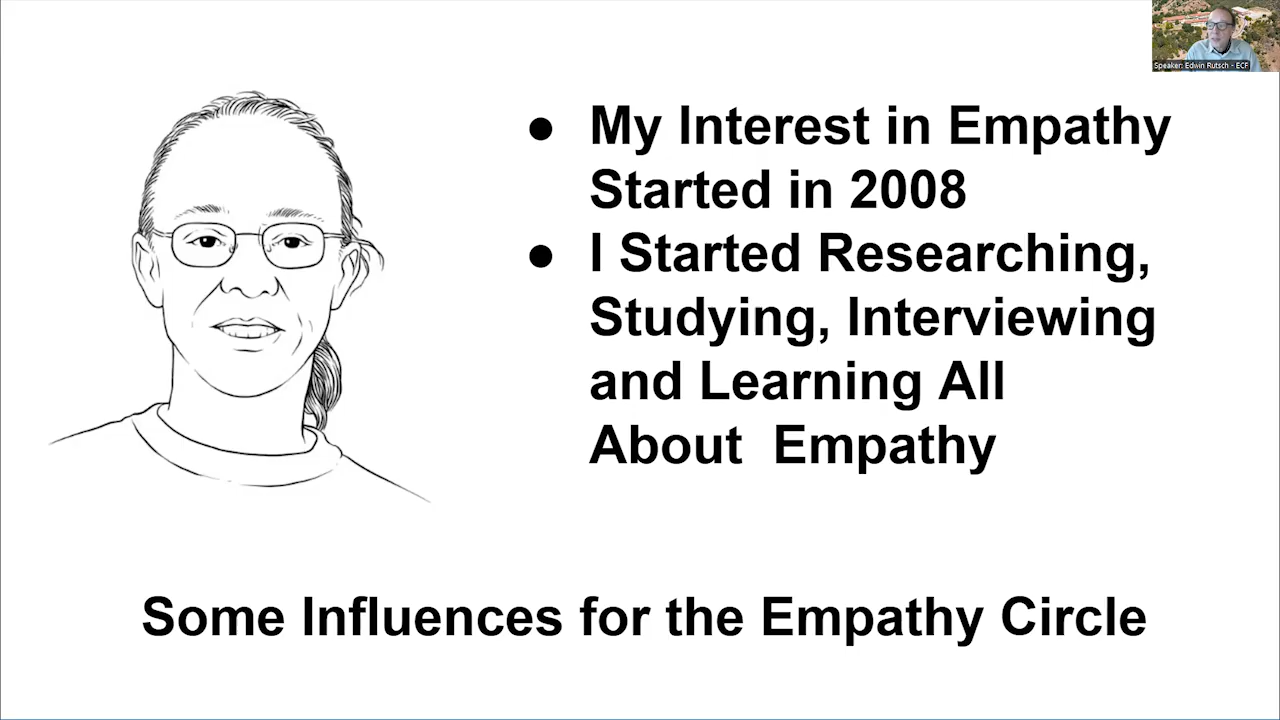 Speaker: Edwin Rutsch - ECF
● My Interest in Empathy
Started in 2008
● I Started Researching,
Studying, Interviewing
and Learning All
About  Empathy
Some Influences for the Empathy Circle